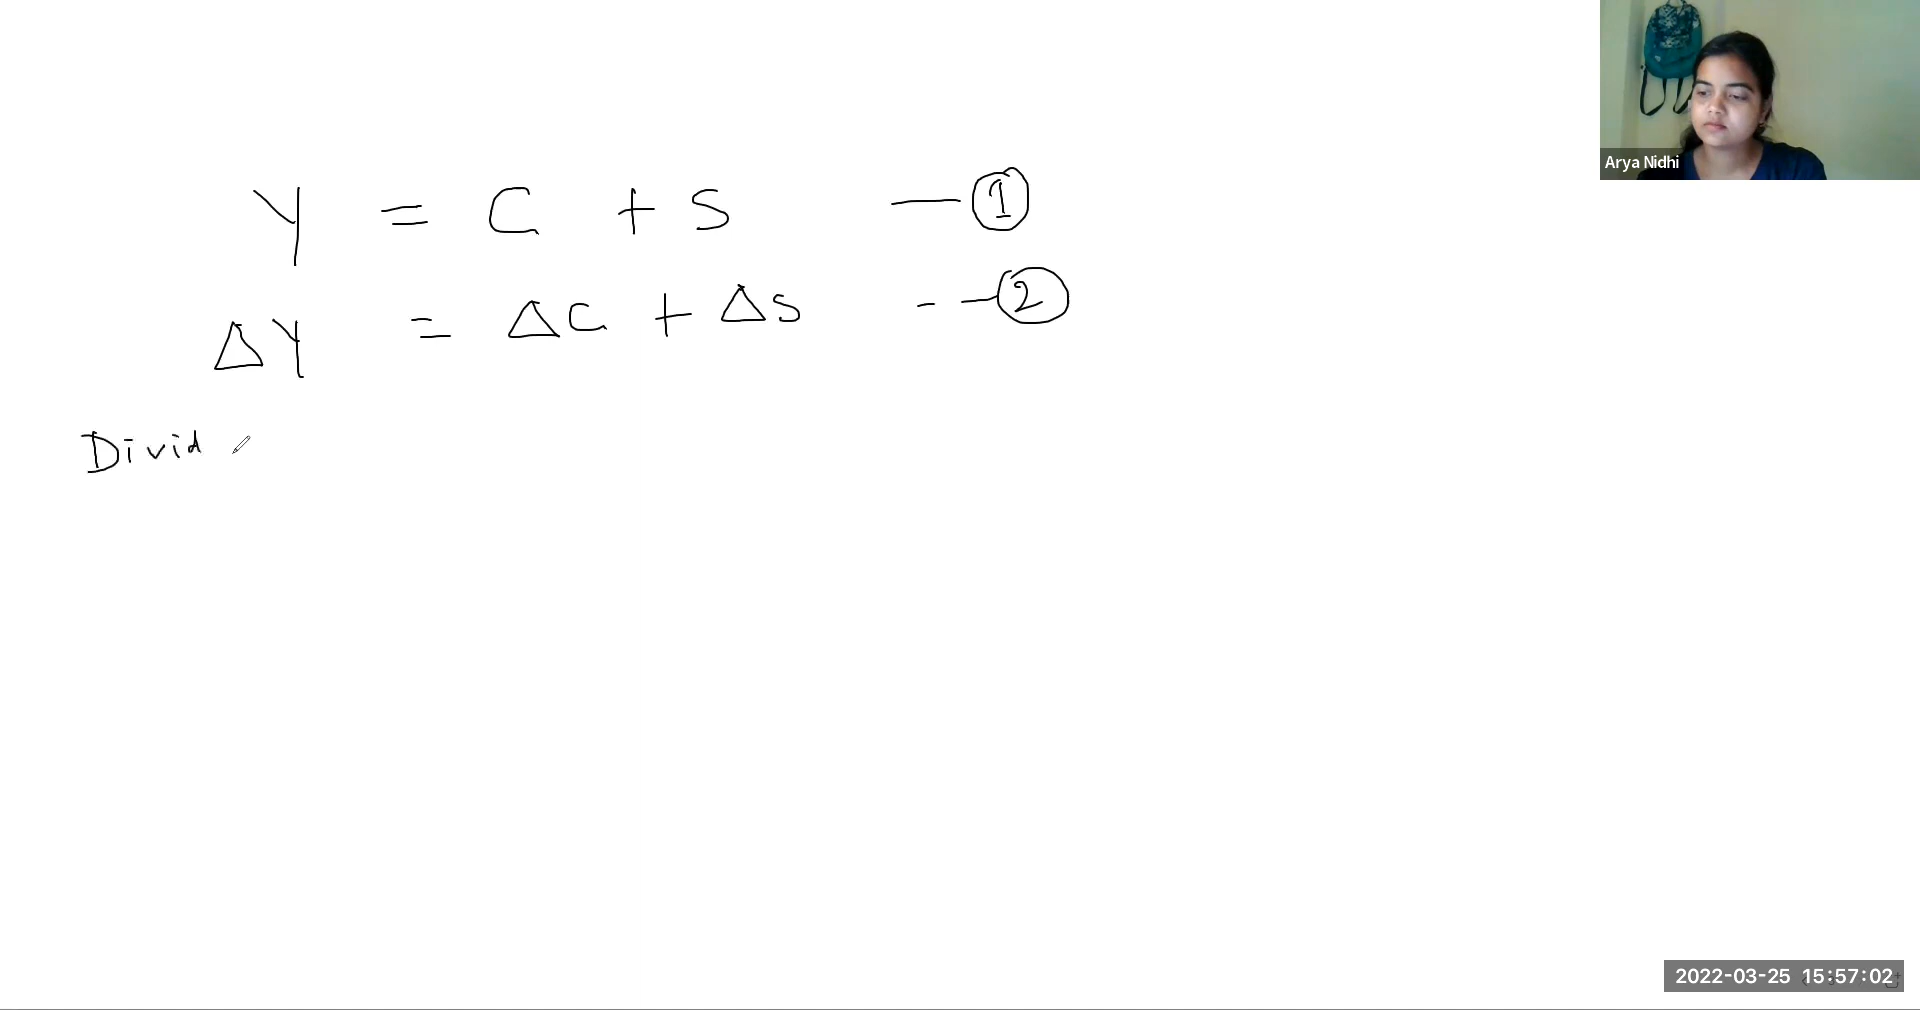 Arya Nidhi
Y = C + S — ①
ΔY = ΔC + ΔS - - ②
Divid
2022-03-25 15:57:02